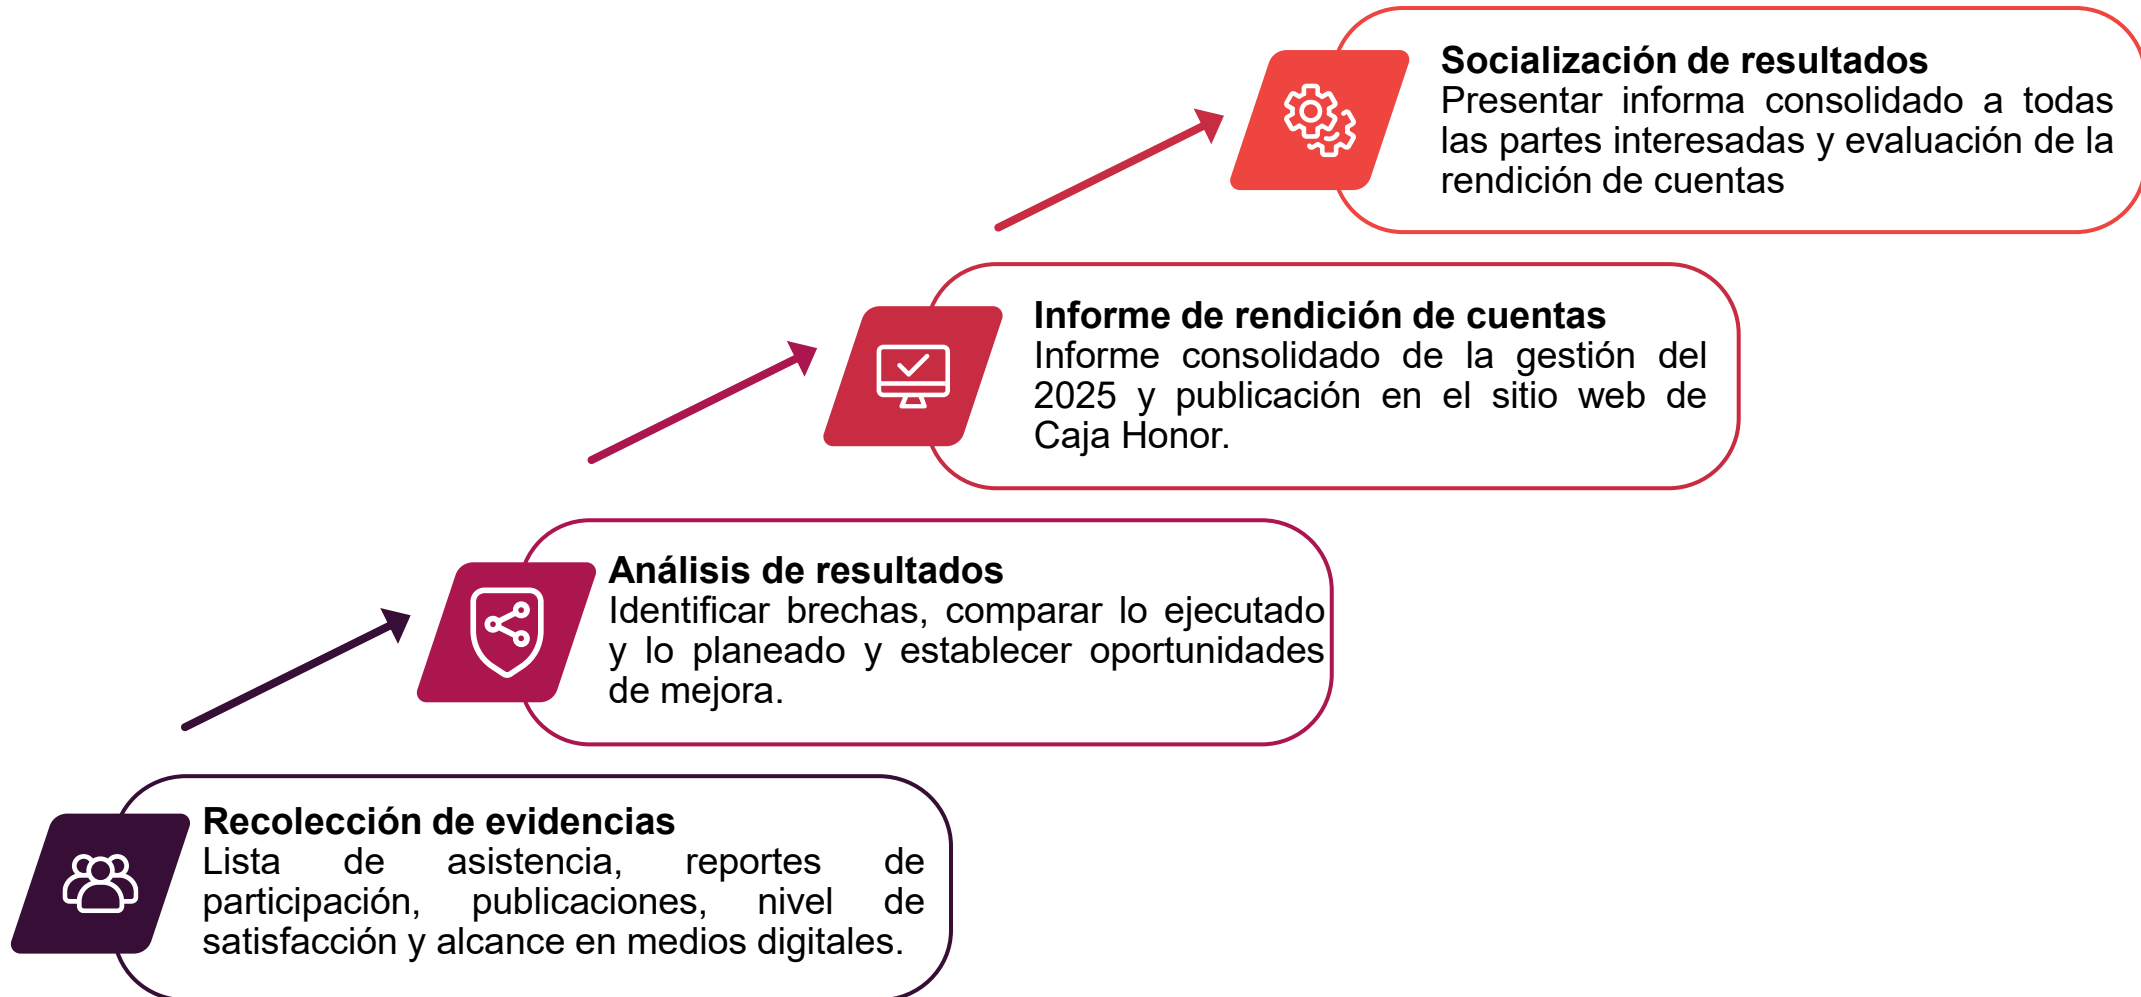 Socialización de resultados
Presentar informa consolidado a todas
las partes interesadas y evaluación de la
rendición de cuentas
Informe de rendición de cuentas
Informe consolidado de la gestión del
2025 y publicación en el sitio web de
Caja Honor.
Análisis de resultados
Identificar brechas, comparar lo ejecutado
y lo planeado y establecer oportunidades
de mejora.
Recolección de evidencias
Lista de asistencia, reportes de
participación, publicaciones, nivel de
satisfacción y alcance en medios digitales.